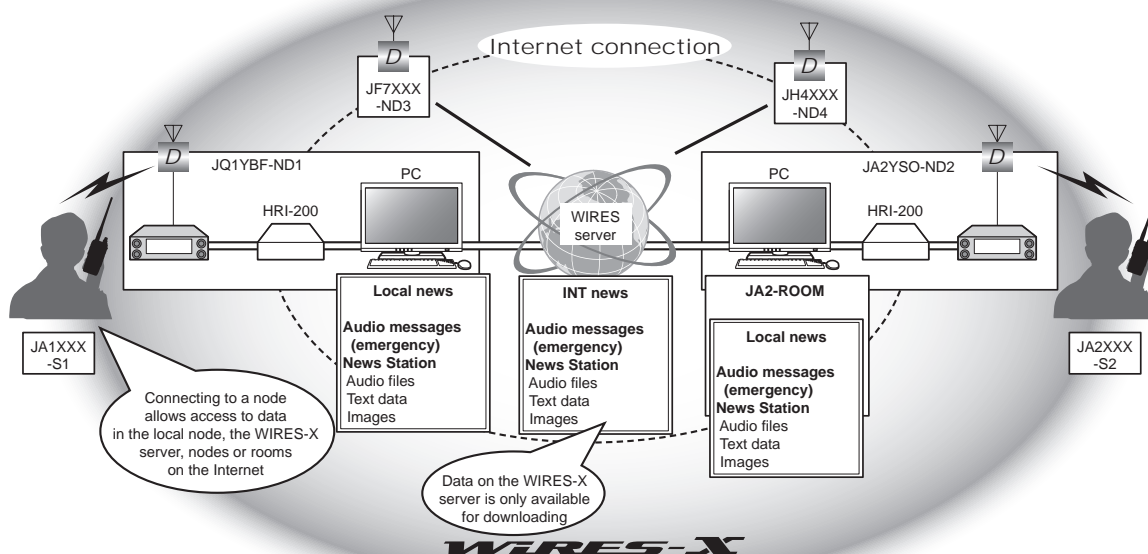 Internet connection
D
JF7XXX
-ND3
D
JH4XXX
-ND4
D
JQ1YBF-ND1
HRI-200
PC
WIRES
server
PC
JA2YSO-ND2
HRI-200
D
JA1XXX
-S1
JA2XXX
-S2
Local news
Audio messages
(emergency)
News Station
Audio files
Text data
Images
INT news
Audio messages
(emergency)
News Station
Audio files
Text data
Images
JA2-ROOM
Local news
Audio messages
(emergency)
News Station
Audio files
Text data
Images
Connecting to a node
allows access to data
in the local node, the WIRES-X
server, nodes or rooms
on the Internet
Data on the WIRES-X
server is only available
for downloading
WiRES-X